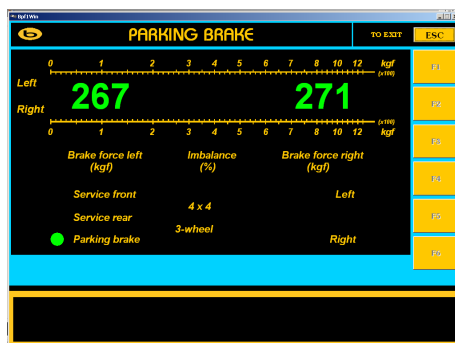 Bpf1Win
PARKING BRAKE
TO EXIT
ESC
0 1 2 3 4 5 6 7 8 10 12 kgf
(x100)
F1
Left
267
271
F2
Right
(x100)
0 1 2 3 4 5 6 7 8 10 12 kgf
F3
Brake force left
(kgf)
Imbalance
(%)
Brake force right
(kgf)
F4
Service front
Left
4 x 4
Service rear
F5
3-wheel
Parking brake
Right
F6